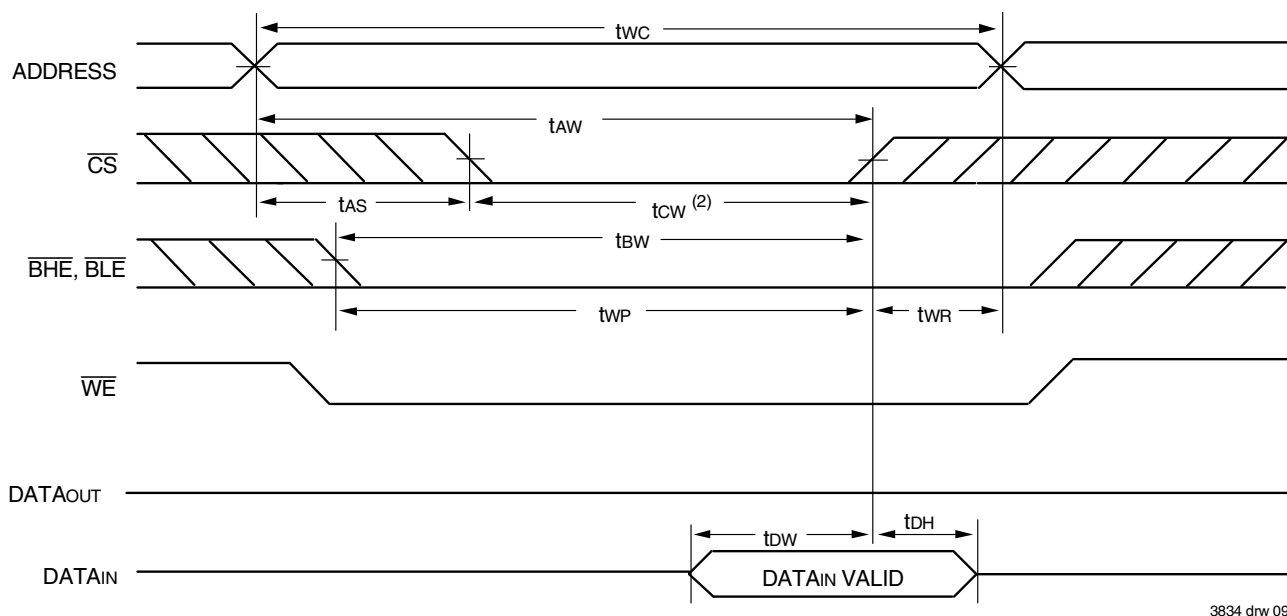 tWC
ADDRESS
tAW
CS
tAS
tCW (2)
tBW
BHE, BLE
tWP
tWR
WE
DATAOUT
tDW
tDH
DATAIN
DATAIN VALID
3834 drw 09